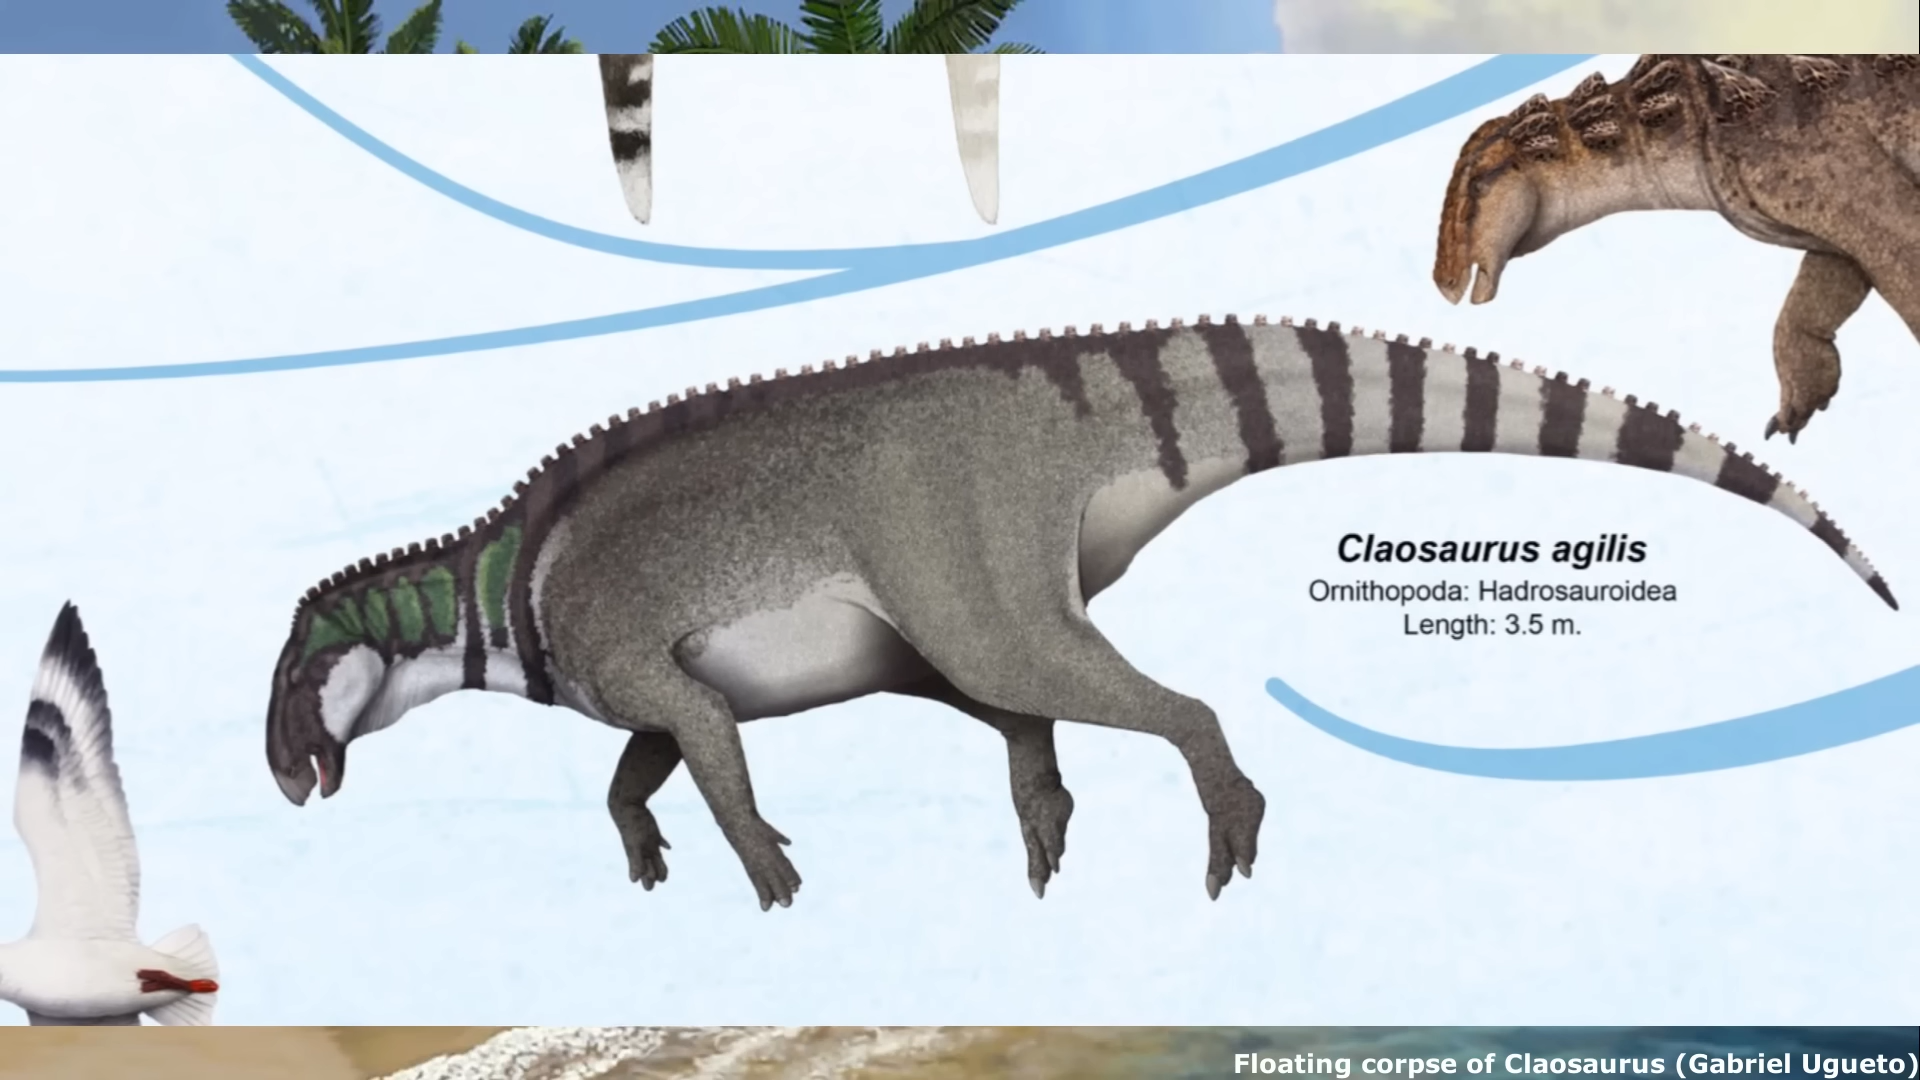 Claosaurus agilis
Ornithopoda: Hadrosauroidea
Length: 3.5 m.
Floating corpse of Claosaurus (Gabriel Ugueto)